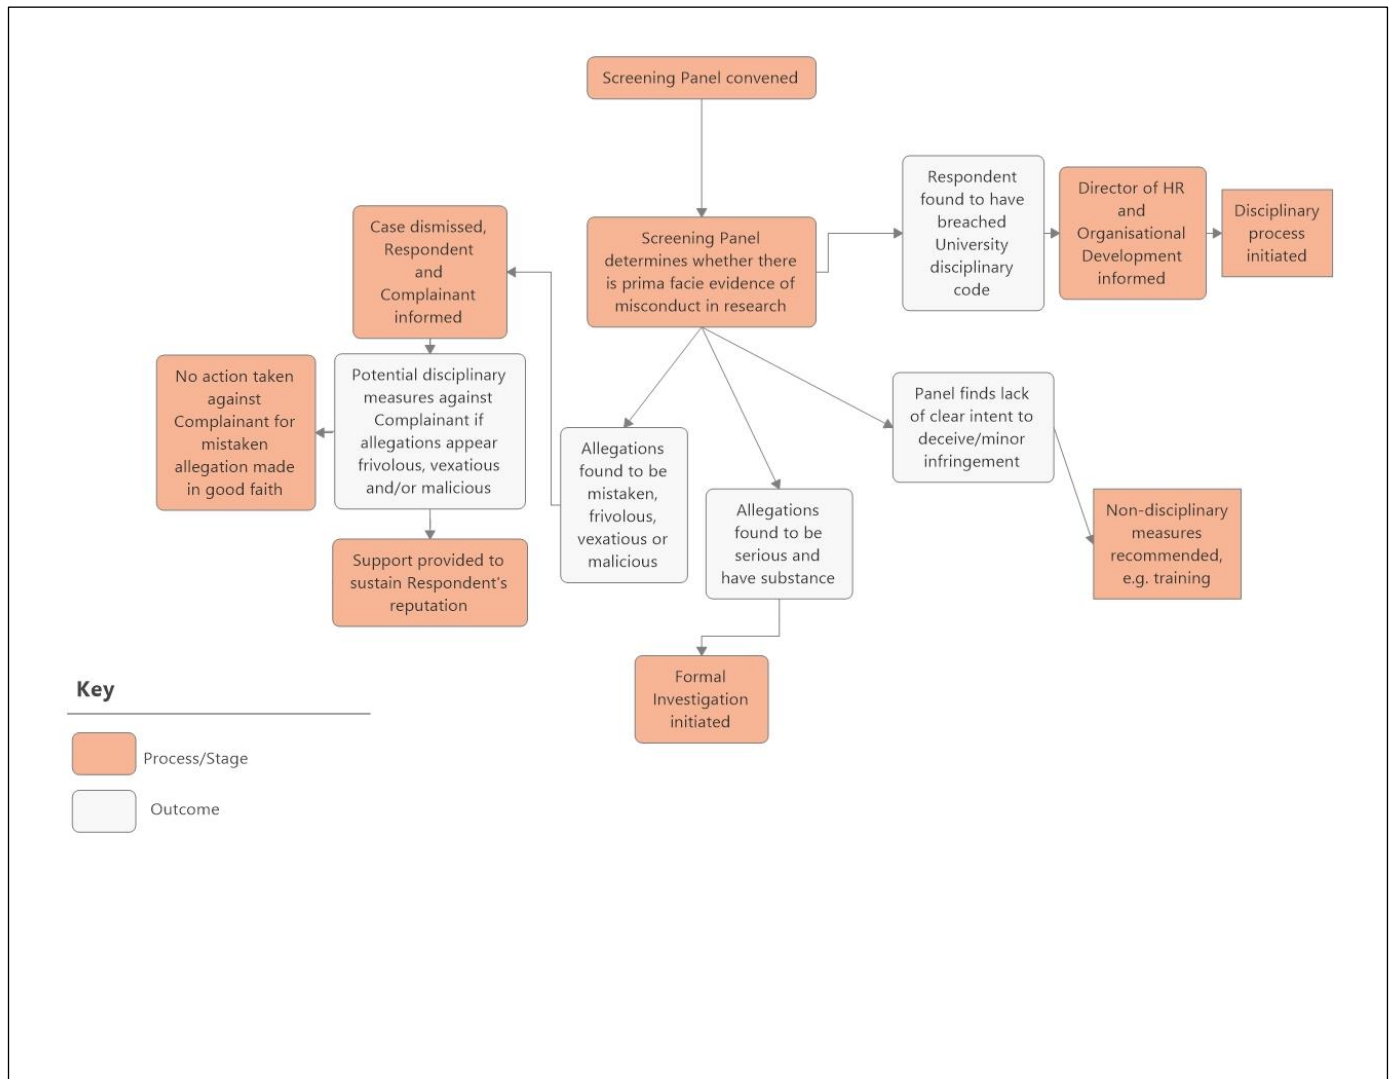 Screening Panel convened
Respondent
found to have
breached
University
disciplinary
code
Director of HR
and
Organisational
Development
informed
Disciplinary
process
initiated
Case dismissed,
Respondent
and
Complainant
informed
Screening Panel
determines whether there
is prima facie evidence of
misconduct in research
No action taken
against
Complainant for
mistaken
allegation made
in good faith
Potential disciplinary
measures against
Complainant if
allegations appear
frivolous, vexatious
and/or malicious
Allegations
found to be
mistaken,
frivolous,
vexatious or
malicious
Panel finds lack
of clear intent to
deceive/minor
infringement
Allegations
found to be
serious and
have substance
Non-disciplinary
measures
recommended,
e.g. training
Support provided to
sustain Respondent's
reputation
Formal
Investigation
initiated
Key
Process/Stage
Outcome